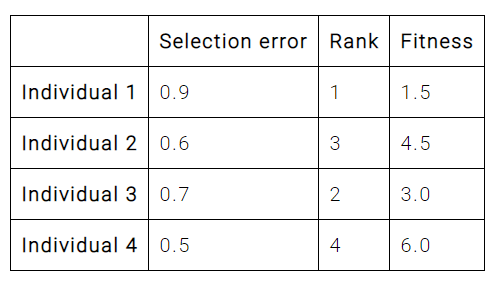 Selection error Rank Fitness
Individual 1 0.9 1 1.5
Individual 2 0.6 3 4.5
Individual 3 0.7 2 3.0
Individual 4 0.5 4 6.0